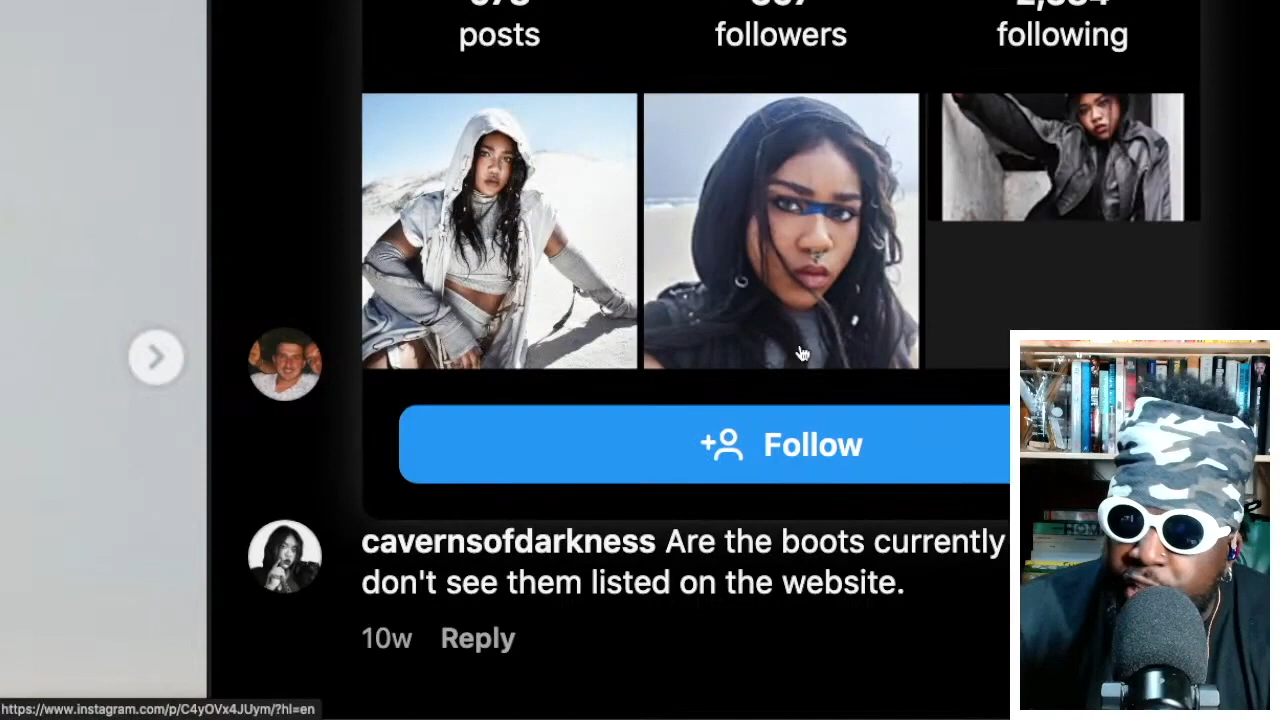 posts followers following
Follow
cavernsofdarkness Are the boots currently
don't see them listed on the website.
10w Reply
https://www.instagram.com/p/C4yOVx4JUym/?hl=en